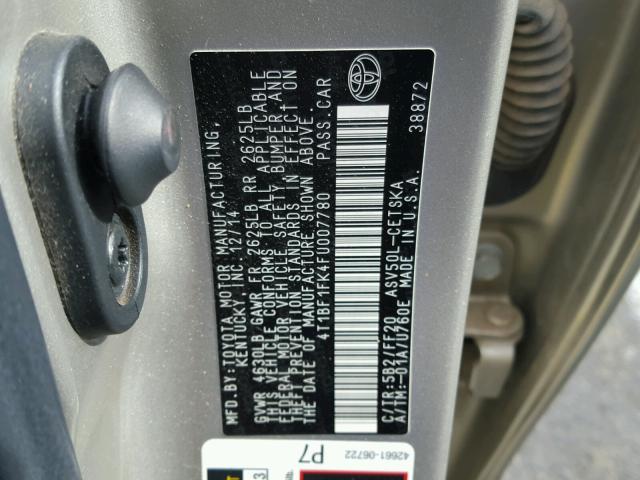 MFD.BY:TOYOTA MOTOR MANUFACTURING,
KENTUCKY, INC. 12/14
GVWR 4630LB/GAWR FR 2625LB RR 2625LB
THIS VEHICLE CONFORMS TO ALL APPLICABLE
FEDERAL MOTOR VEHICLE SAFETY BUMPER, AND
THEFT PREVENTION STANDARDS IN EFFECT ON
THE DATE OF MANUFACTURE SHOWN ABOVE.
4T1BF1FK4FU007780 PASS.CAR
C/TR:5B2/FF20 ASV50L-CETSKA
A/TM:-01A/U760E MADE IN U.S.A.
38872
42661-06722
P7